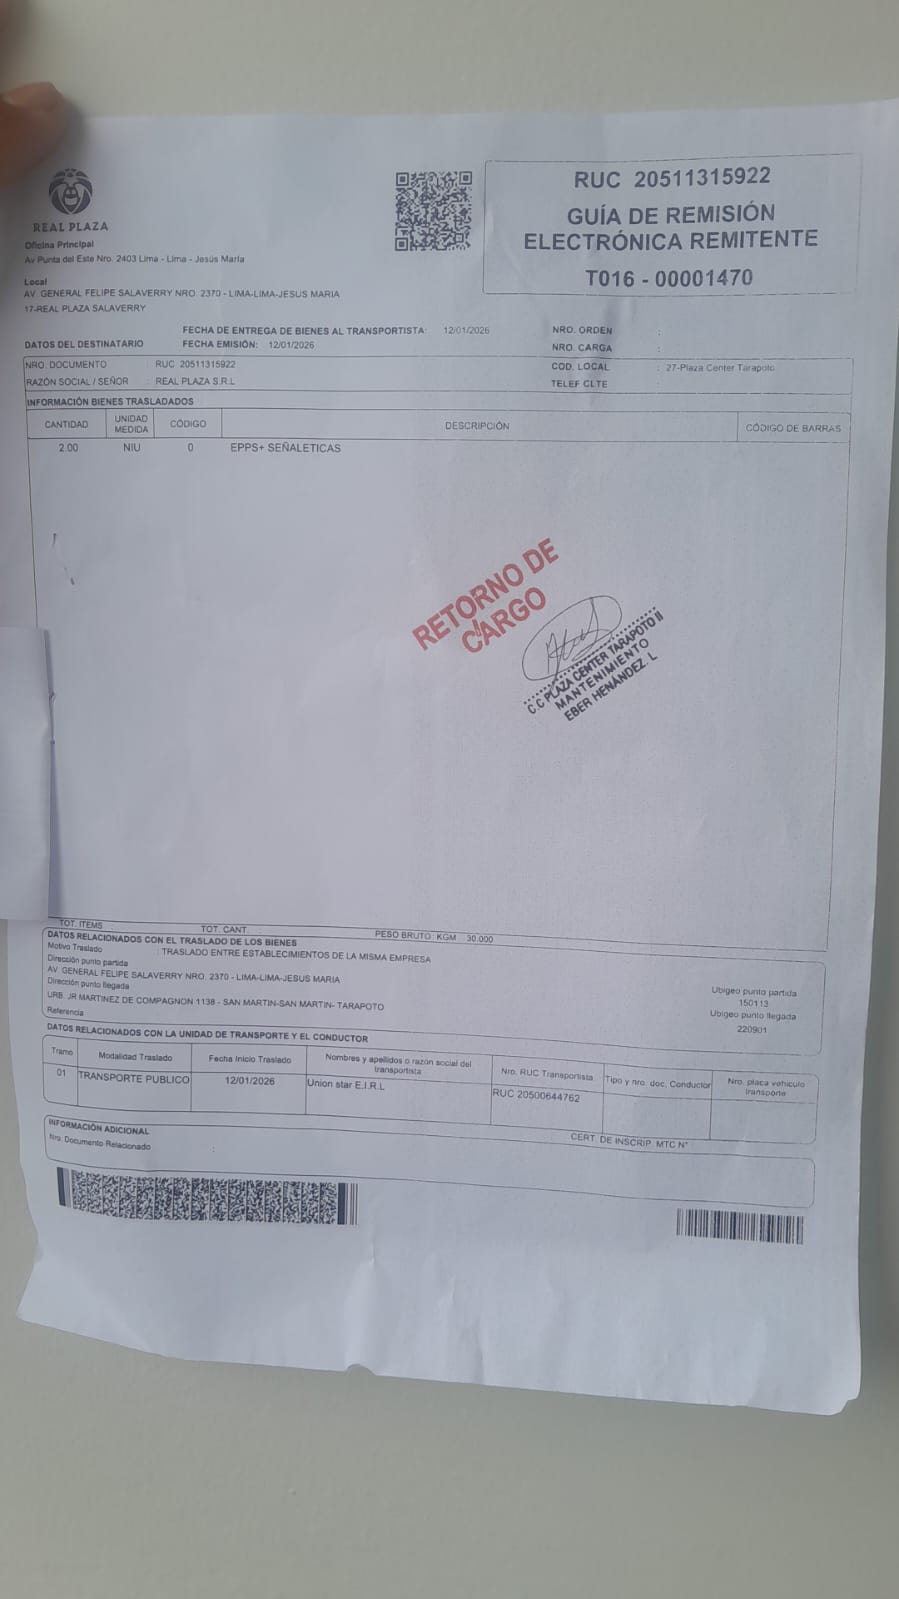 REAL PLAZA
Oficina Principal
Av Punta del Este Nro. 2403 Lima - Lima - Jesús María
Local
AV. GENERAL FELIPE SALAVERRY NRO. 2370 - LIMA-LIMA-JESUS MARIA
17-REAL PLAZA SALAVERRY
RUC 20511315922
GUÍA DE REMISIÓN
ELECTRÓNICA REMITENTE
T016 - 00001470
FECHA DE ENTREGA DE BIENES AL TRANSPORTISTA: 12/01/2026
NRO. ORDEN :
DATOS DEL DESTINATARIO FECHA EMISIÓN: 12/01/2026
NRO. CARGA :
NRO. DOCUMENTO : RUC 20511315922
COD. LOCAL : 27-Plaza Center Tarapoto
RAZÓN SOCIAL / SEÑOR : REAL PLAZA S.R.L
TELEF CLTE :
INFORMACIÓN BIENES TRASLADADOS
CANTIDAD UNIDAD MEDIDA CÓDIGO DESCRIPCIÓN CÓDIGO DE BARRAS
2.00 NIU 0 EPPS+ SEÑALETICAS
RETORNO DE
CARGO
C.C PLAZA CENTER TARAPOTO II
MANTENIMIENTO
EBER HENÁNDEZ. L
TOT. ITEMS : TOT. CANT. : PESO BRUTO: KGM 30.000
DATOS RELACIONADOS CON EL TRASLADO DE LOS BIENES
Motivo Traslado : TRASLADO ENTRE ESTABLECIMIENTOS DE LA MISMA EMPRESA
Dirección punto partida
AV. GENERAL FELIPE SALAVERRY NRO. 2370 - LIMA-LIMA-JESUS MARIA
Dirección punto llegada
URB. JR MARTINEZ DE COMPAGNON 1138 - SAN MARTIN-SAN MARTIN- TARAPOTO
Referencia
Ubigeo punto partida
150113
Ubigeo punto llegada
220901
DATOS RELACIONADOS CON LA UNIDAD DE TRANSPORTE Y EL CONDUCTOR
Tramo Modalidad Traslado Fecha Inicio Traslado Nombres y apellidos o razón social del transportista Nro. RUC Transportista Tipo y nro. doc. Conductor Nro. placa vehiculo transporte
01 TRANSPORTE PUBLICO 12/01/2026 Union star E.I.R.L RUC 20500644762
INFORMACIÓN ADICIONAL
CERT. DE INSCRIP. MTC N°
Nro. Documento Relacionado :